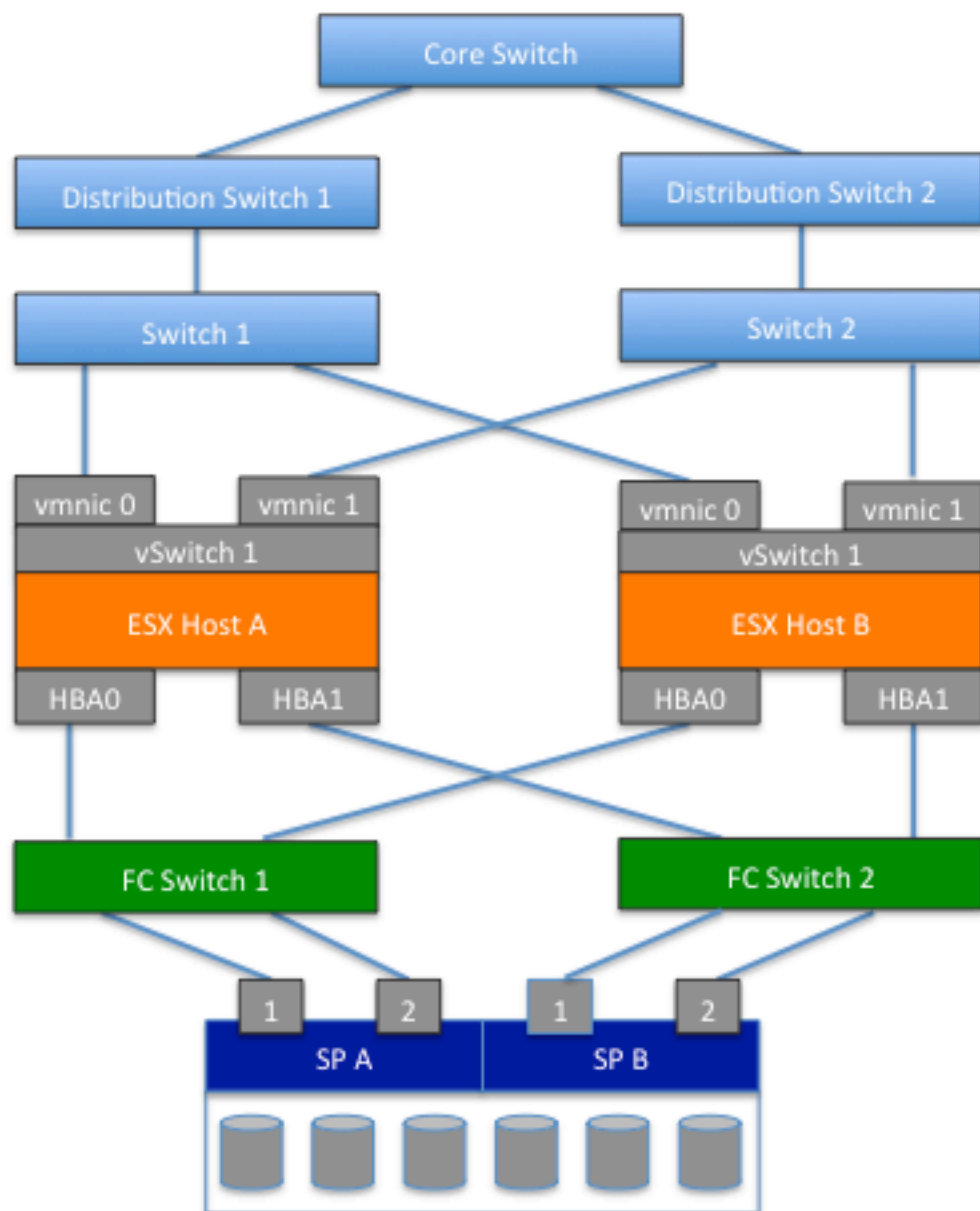 Core Switch
Distribution Switch 1
Distribution Switch 2
Switch 1
Switch 2
vmnic 0
vmnic 1
vmnic 0
vmnic 1
vSwitch 1
vSwitch 1
ESX Host A
ESX Host B
HBA0
HBA1
HBA0
HBA1
FC Switch 1
FC Switch 2
1
2
1
2
SP A
SP B